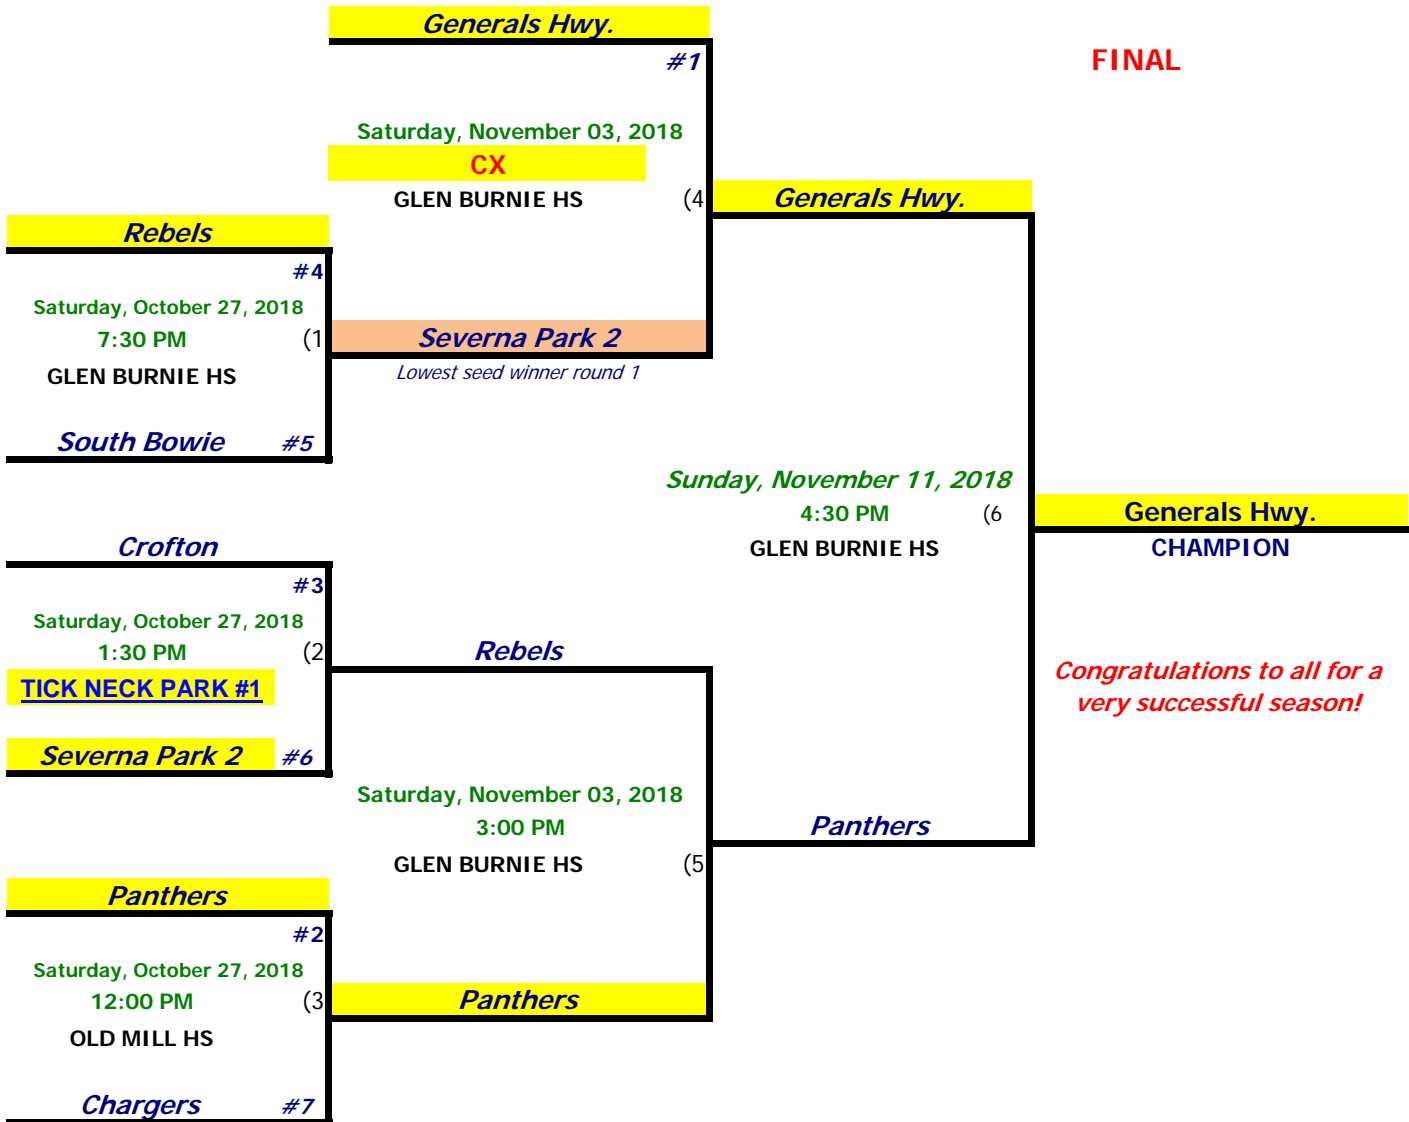 Generals Hwy.
#1
FINAL
Saturday, November 03, 2018
CX
GLEN BURNIE HS (4
Generals Hwy.
Rebels
#4
Saturday, October 27, 2018
7:30 PM (1
GLEN BURNIE HS
Severna Park 2
Lowest seed winner round 1
South Bowie #5
Sunday, November 11, 2018
4:30 PM (6
GLEN BURNIE HS
Generals Hwy.
CHAMPION
Crofton
#3
Saturday, October 27, 2018
1:30 PM (2
TICK NECK PARK #1
Rebels
Congratulations to all for a
very successful season!
Severna Park 2 #6
Saturday, November 03, 2018
3:00 PM
GLEN BURNIE HS (5
Panthers
Panthers
#2
Saturday, October 27, 2018
12:00 PM (3
OLD MILL HS
Panthers
Chargers #7